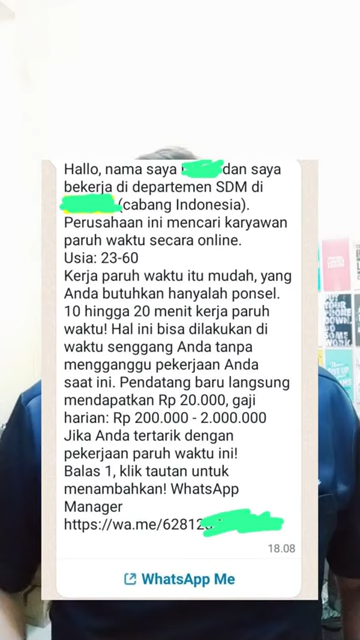 Hallo, nama saya dan saya
bekerja di departemen SDM di
(cabang Indonesia).
Perusahaan ini mencari karyawan
paruh waktu secara online.
Usia: 23-60
Kerja paruh waktu itu mudah, yang
Anda butuhkan hanyalah ponsel.
10 hingga 20 menit kerja paruh
waktu! Hal ini bisa dilakukan di
waktu senggang Anda tanpa
mengganggu pekerjaan Anda
saat ini. Pendatang baru langsung
mendapatkan Rp 20.000, gaji
harian: Rp 200.000 - 2.000.000
Jika Anda tertarik dengan
pekerjaan paruh waktu ini!
Balas 1, klik tautan untuk
menambahkan! WhatsApp
Manager
https://wa.me/62812
18.08
WhatsApp Me